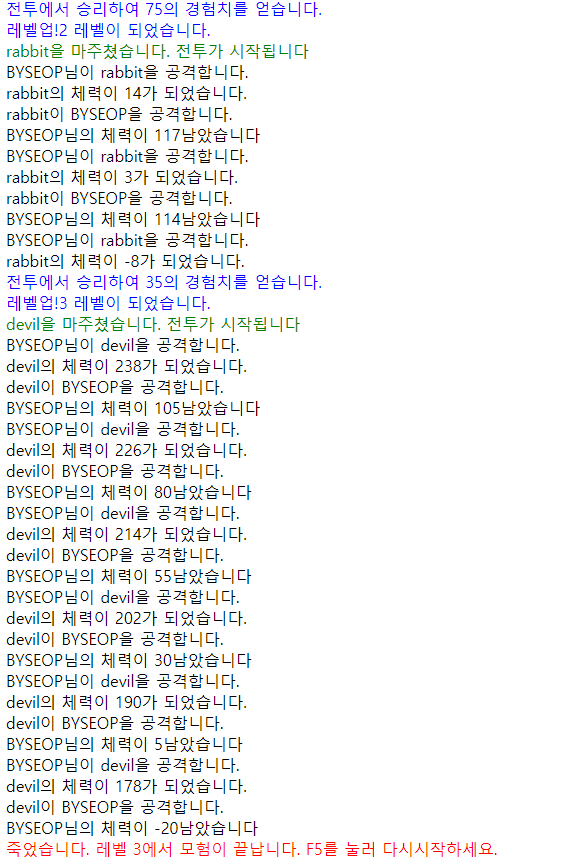 전투에서 승리하여 75의 경험치를 얻습니다.
레벨업!2 레벨이 되었습니다.
rabbit을 마주쳤습니다. 전투가 시작됩니다
BYSEOP님이 rabbit을 공격합니다.
rabbit의 체력이 14가 되었습니다.
rabbit이 BYSEOP을 공격합니다.
BYSEOP님의 체력이 117남았습니다
BYSEOP님이 rabbit을 공격합니다.
rabbit의 체력이 3가 되었습니다.
rabbit이 BYSEOP을 공격합니다.
BYSEOP님의 체력이 114남았습니다
BYSEOP님이 rabbit을 공격합니다.
rabbit의 체력이 -8가 되었습니다.
전투에서 승리하여 35의 경험치를 얻습니다.
레벨업!3 레벨이 되었습니다.
devil을 마주쳤습니다. 전투가 시작됩니다
BYSEOP님이 devil을 공격합니다.
devil의 체력이 238가 되었습니다.
devil이 BYSEOP을 공격합니다.
BYSEOP님의 체력이 105남았습니다
BYSEOP님이 devil을 공격합니다.
devil의 체력이 226가 되었습니다.
devil이 BYSEOP을 공격합니다.
BYSEOP님의 체력이 80남았습니다
BYSEOP님이 devil을 공격합니다.
devil의 체력이 214가 되었습니다.
devil이 BYSEOP을 공격합니다.
BYSEOP님의 체력이 55남았습니다
BYSEOP님이 devil을 공격합니다.
devil의 체력이 202가 되었습니다.
devil이 BYSEOP을 공격합니다.
BYSEOP님의 체력이 30남았습니다
BYSEOP님이 devil을 공격합니다.
devil의 체력이 190가 되었습니다.
devil이 BYSEOP을 공격합니다.
BYSEOP님의 체력이 5남았습니다
BYSEOP님이 devil을 공격합니다.
devil의 체력이 178가 되었습니다.
devil이 BYSEOP을 공격합니다.
BYSEOP님의 체력이 -20남았습니다
죽었습니다. 레벨 3에서 모험이 끝납니다. F5를 눌러 다시시작하세요.